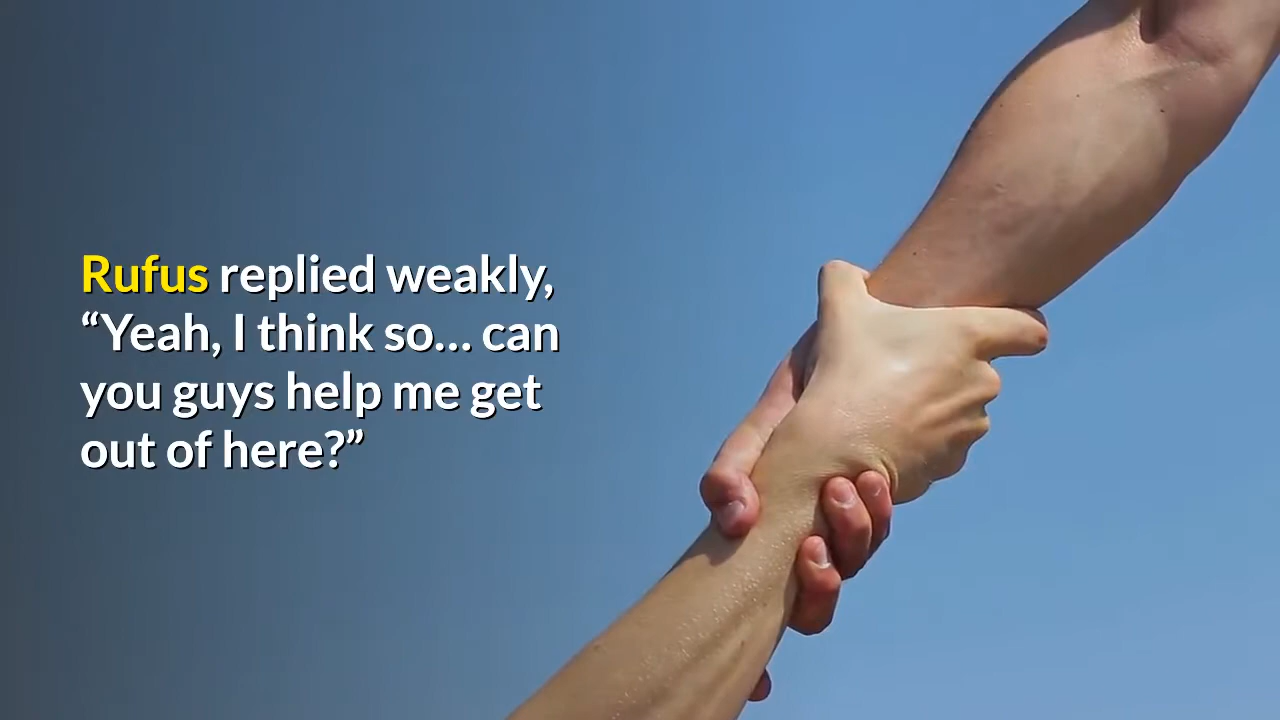 Rufus replied weakly,
“Yeah, I think so... can
you guys help me get
out of here?”